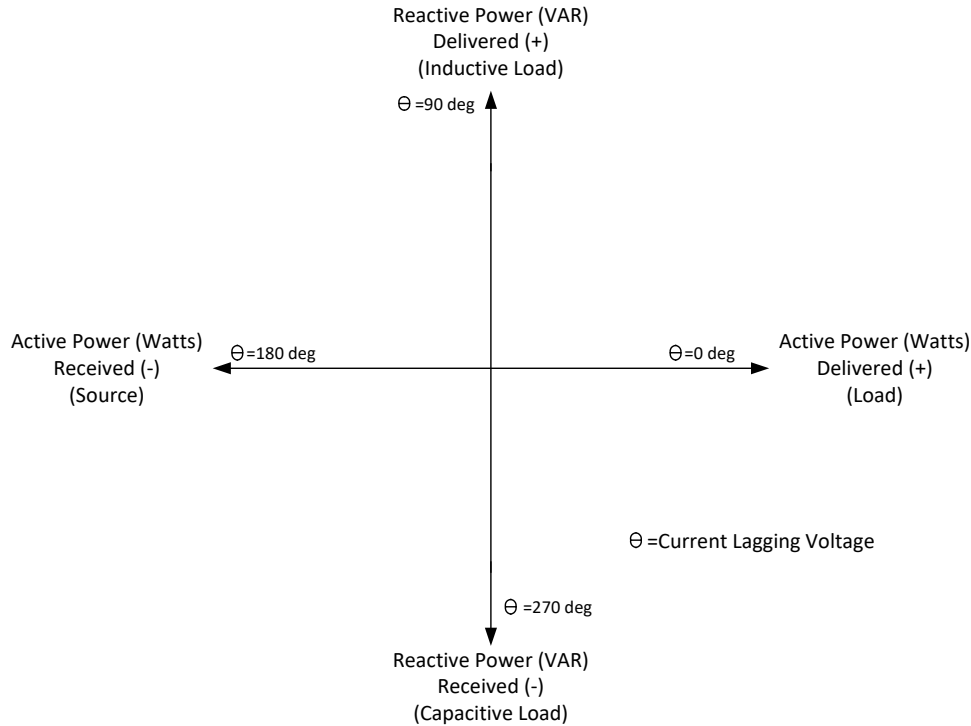 Reactive Power (VAR)
Delivered (+)
(Inductive Load)
Θ =90 deg
Active Power (Watts)
Received (-)
(Source)
Θ=180 deg
Θ=0 deg
Active Power (Watts)
Delivered (+)
(Load)
Θ =Current Lagging Voltage
Θ =270 deg
Reactive Power (VAR)
Received (-)
(Capacitive Load)